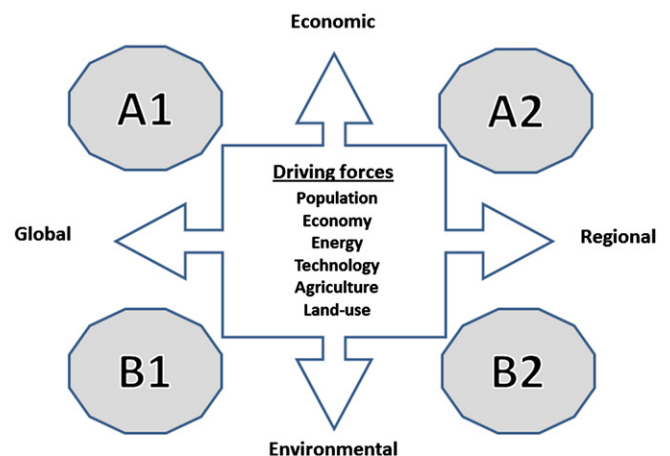 Economic
A1
A2
Driving forces
Population
Economy
Energy
Technology
Agriculture
Land-use
Global
Regional
B1
B2
Environmental